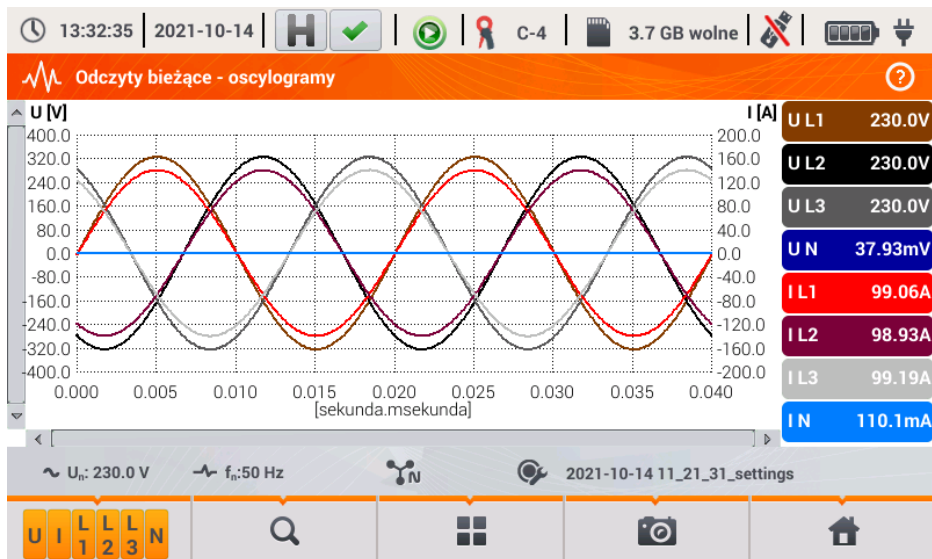 13:32:35 2021-10-14 H C-4 3.7 GB wolne
Odczyty bieżące - oscylogramy ?
U [V] I [A]
400.0 200.0
320.0 160.0
240.0 120.0
160.0 80.0
80.0 40.0
0.0 0.0
-80.0 -40.0
-160.0 -80.0
-240.0 -120.0
-320.0 -160.0
-400.0 -200.0
0.000 0.005 0.010 0.015 0.020 0.025 0.030 0.035 0.040
[sekunda.msekunda]
U L1 230.0V
U L2 230.0V
U L3 230.0V
U N 37.93mV
I L1 99.06A
I L2 98.93A
I L3 99.19A
I N 110.1mA
Uₙ: 230.0 V fₙ:50 Hz N 2021-10-14 11_21_31_settings
U I L1 L2 L3 N